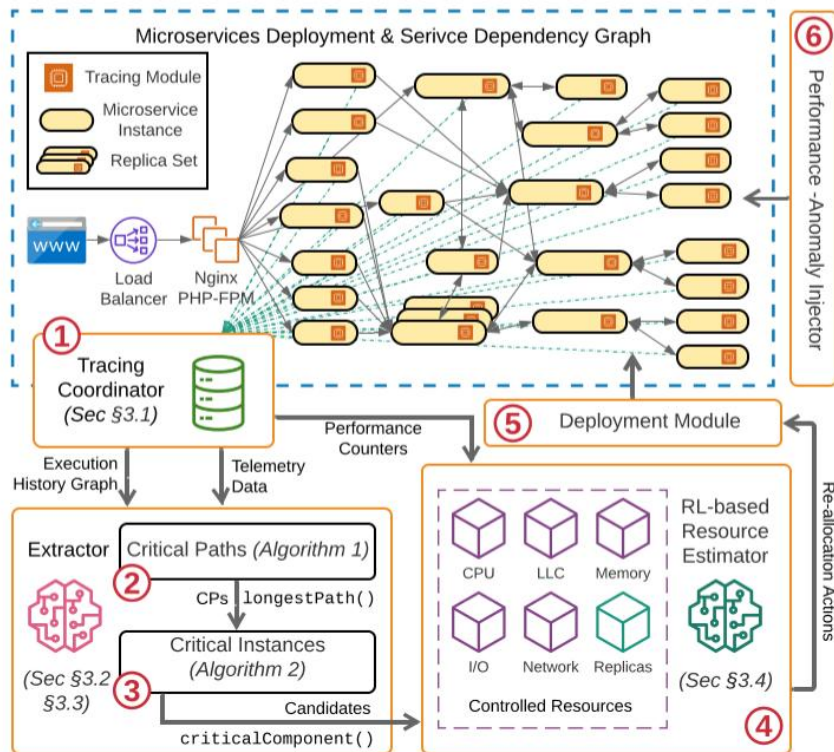 Microservices Deployment & Serivce Dependency Graph
Tracing Module
Microservice
Instance
Replica Set
WWW
Load
Balancer
Nginx
PHP-FPM
6
Performance -Anomaly Injector
1
Tracing
Coordinator
(Sec §3.1)
5
Deployment Module
Performance
Counters
Execution
History Graph
Telemetry
Data
Re-allocation Actions
Extractor
Critical Paths (Algorithm 1)
2
CPs
longestPath()
Critical Instances
(Algorithm 2)
3
(Sec §3.2
§3.3)
Candidates
criticalComponent()
CPU
LLC
Memory
I/O
Network
Replicas
Controlled Resources
RL-based
Resource
Estimator
(Sec §3.4)
4